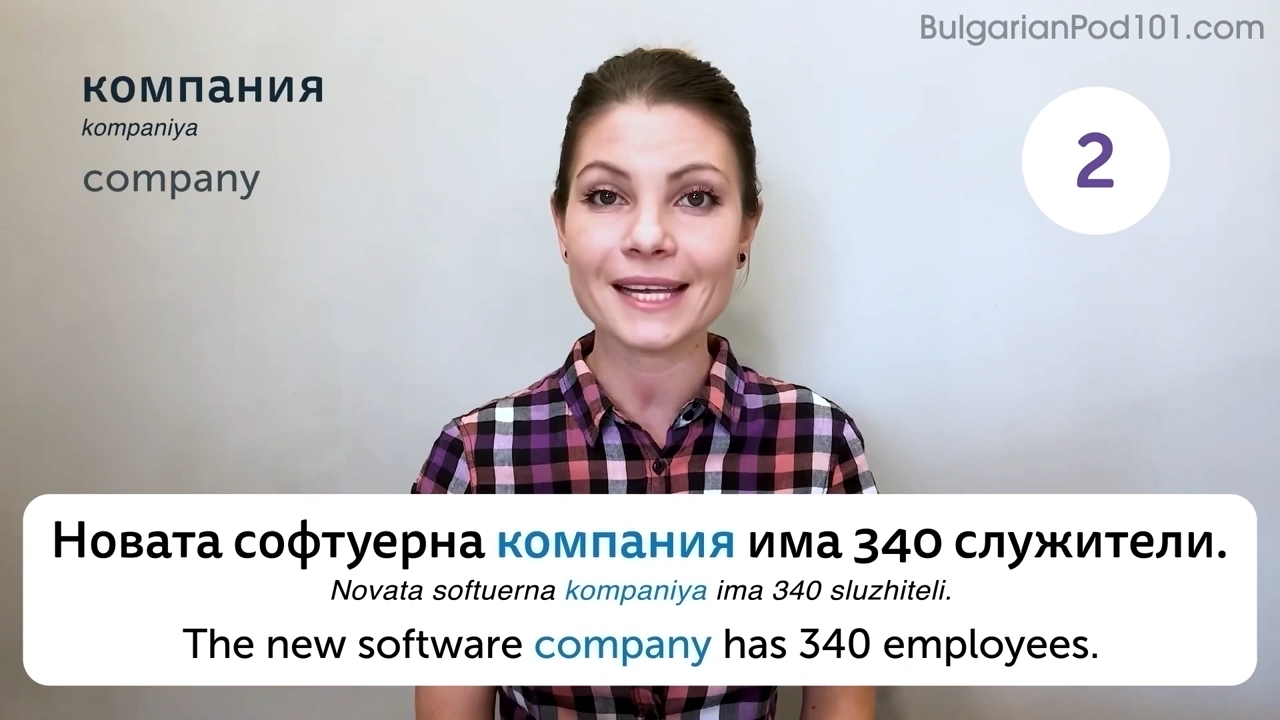 BulgarianPod101.com
компания
kompaniya
company
2
Новата софтуерна компания има 340 служители.
Novata softuerna kompaniya ima 340 sluzhiteli.
The new software company has 340 employees.